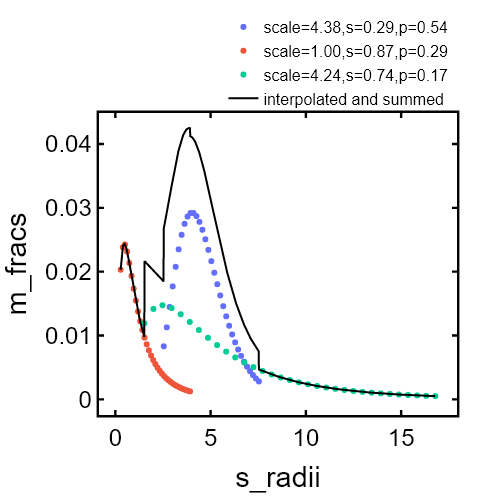 scale=4.38,s=0.29,p=0.54
scale=1.00,s=0.87,p=0.29
scale=4.24,s=0.74,p=0.17
interpolated and summed
0.04
0.03
0.02
0.01
0
m_fracs
0
5
10
15
s_radii